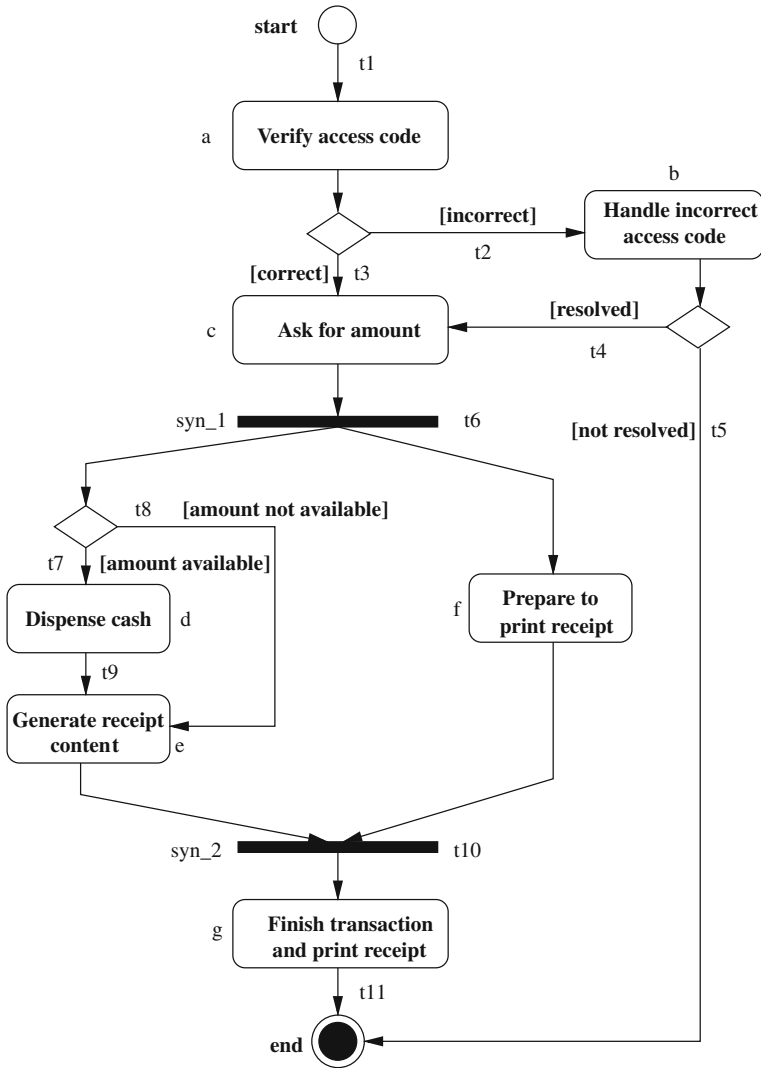 start
t1
a
Verify access code
b
[incorrect]
t2
Handle incorrect
access code
[correct]
t3
c
Ask for amount
[resolved]
t4
syn_1
t6
[not resolved]
t5
t8
[amount not available]
t7
[amount available]
Dispense cash
d
f
Prepare to
print receipt
t9
Generate receipt
content
e
syn_2
t10
g
Finish transaction
and print receipt
t11
end